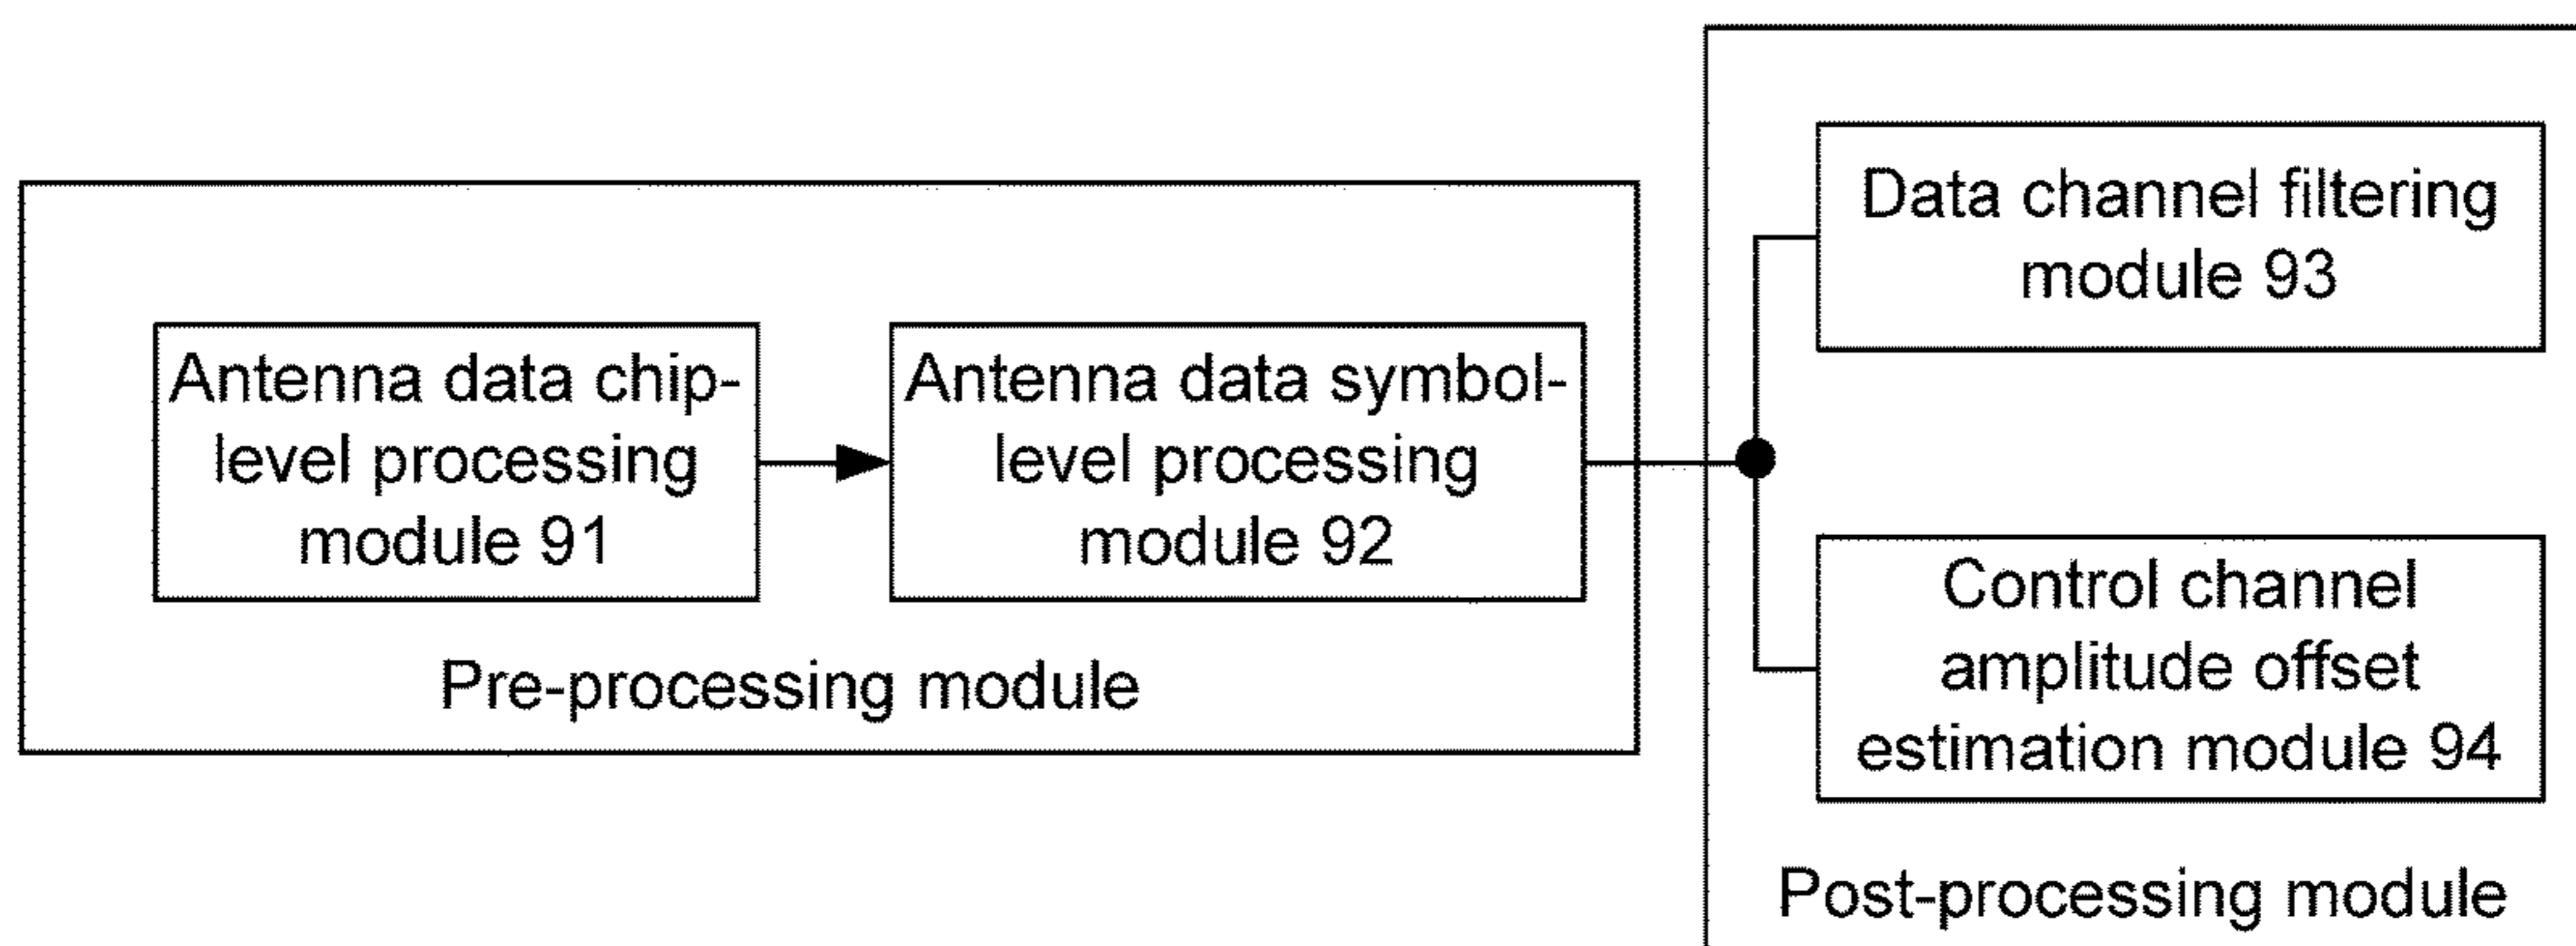 Antenna data chip-
level processing
module 91
Antenna data symbol-
level processing
module 92
Pre-processing module
Data channel filtering
module 93
Control channel
amplitude offset
estimation module 94
Post-processing module